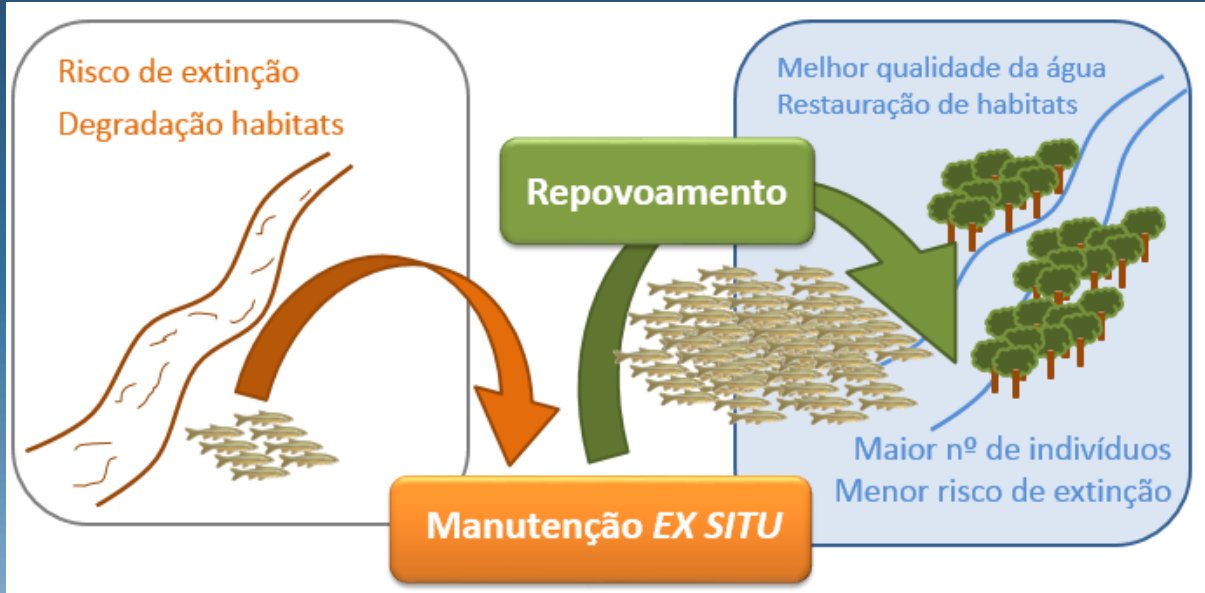 Risco de extinção
Degradação habitats
Repovoamento
Manutenção EX SITU
Melhor qualidade da água
Restauração de habitats
Maior nº de indivíduos
Menor risco de extinção